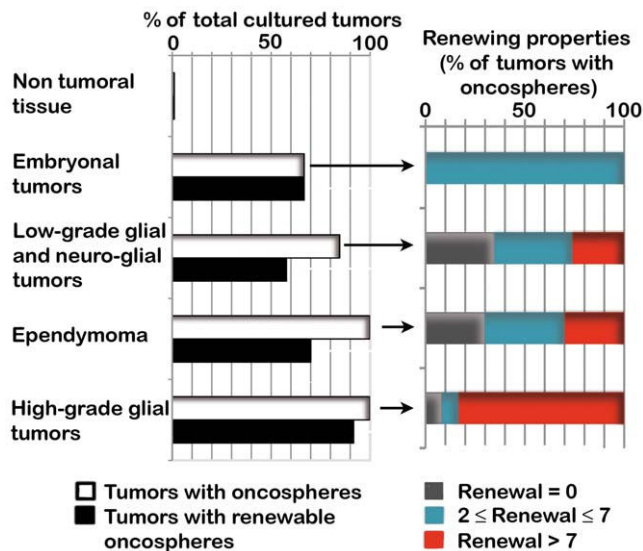 % of total cultured tumors
0 50 100
Renewing properties
(% of tumors with
oncospheres)
0 50 100
Non tumoral
tissue
Embryonal
tumors
Low-grade glial
and neuro-glial
tumors
Ependymoma
High-grade glial
tumors
Tumors with oncospheres
Tumors with renewable
oncospheres
Renewal = 0
2 ≤ Renewal ≤ 7
Renewal > 7